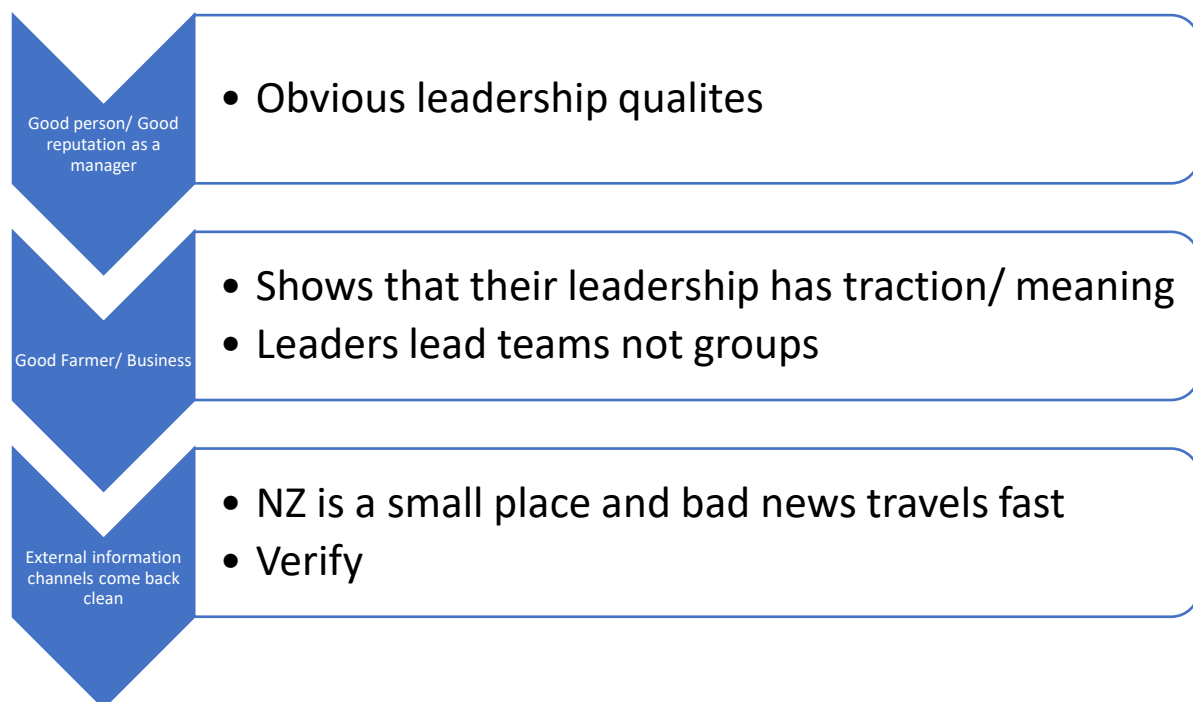 Good person/ Good
reputation as a
manager
• Obvious leadership qualites
Good Farmer/ Business
• Shows that their leadership has traction/ meaning
• Leaders lead teams not groups
External information
channels come back
clean
• NZ is a small place and bad news travels fast
• Verify